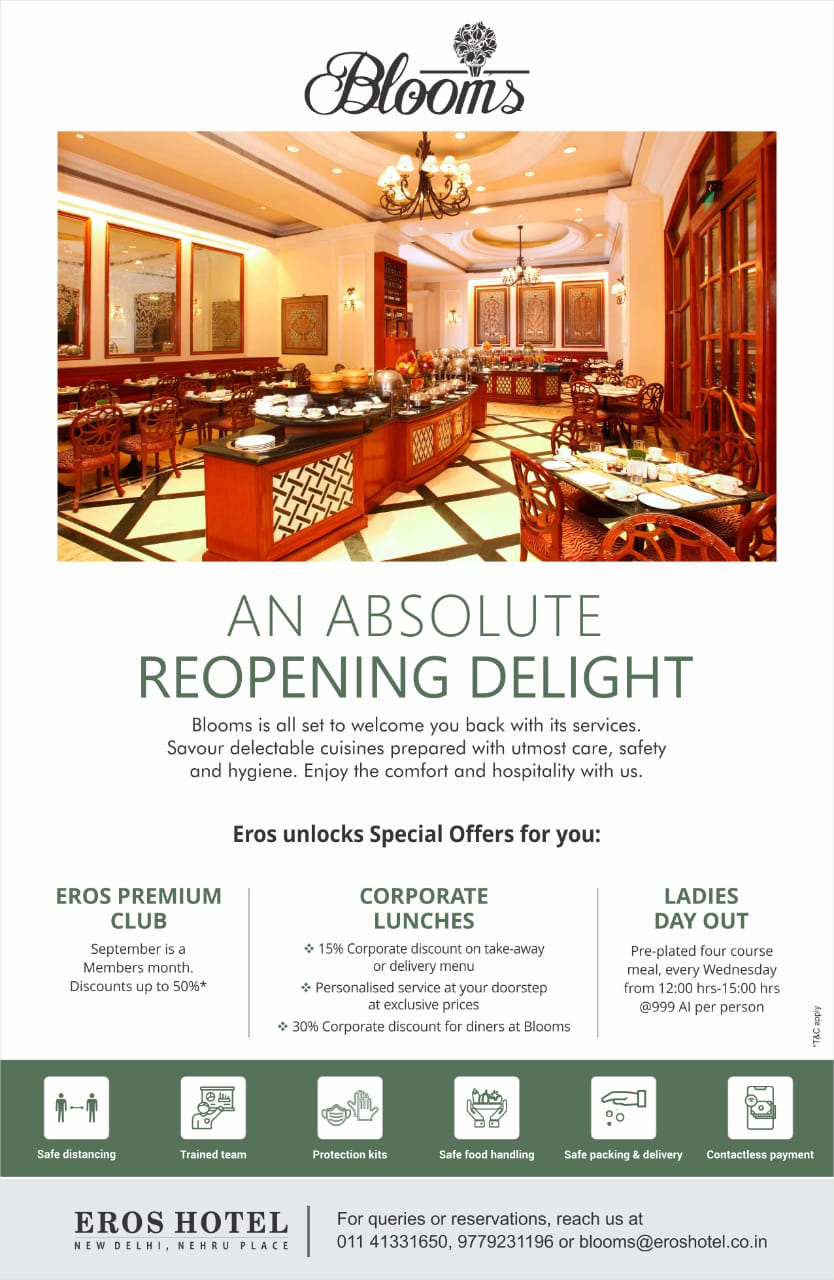 Blooms
AN ABSOLUTE
REOPENING DELIGHT
Blooms is all set to welcome you back with its services.
Savour delectable cuisines prepared with utmost care, safety
and hygiene. Enjoy the comfort and hospitality with us.
Eros unlocks Special Offers for you:
EROS PREMIUM
CLUB
September is a
Members month.
Discounts up to 50%*
CORPORATE
LUNCHES
❖ 15% Corporate discount on take-away
or delivery menu
❖ Personalised service at your doorstep
at exclusive prices
❖ 30% Corporate discount for diners at Blooms
LADIES
DAY OUT
Pre-plated four course
meal, every Wednesday
from 12:00 hrs-15:00 hrs
@999 AI per person
*T&C apply
Safe distancing
Trained team
Protection kits
Safe food handling
Safe packing & delivery
Contactless payment
EROS HOTEL
NEW DELHI, NEHRU PLACE
For queries or reservations, reach us at
011 41331650, 9779231196 or blooms@eroshotel.co.in